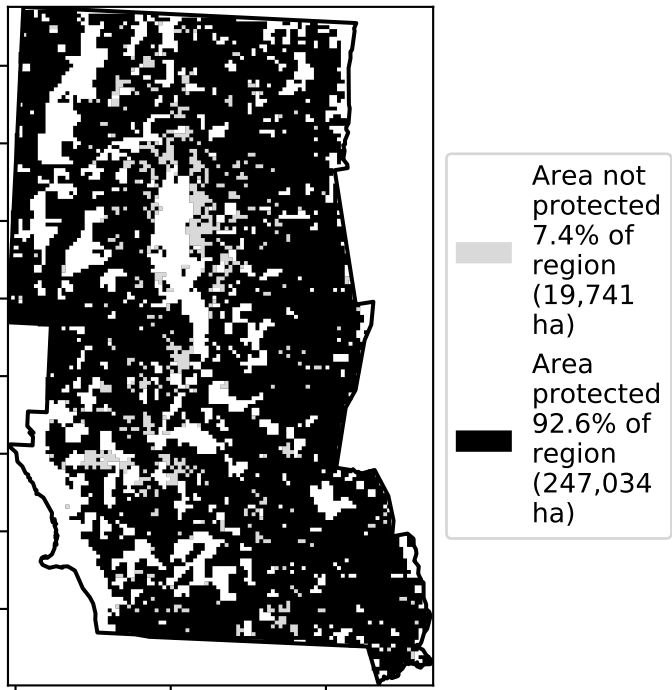 Area not
protected
7.4% of
region
(19,741
ha)
Area
protected
92.6% of
region
(247,034
ha)